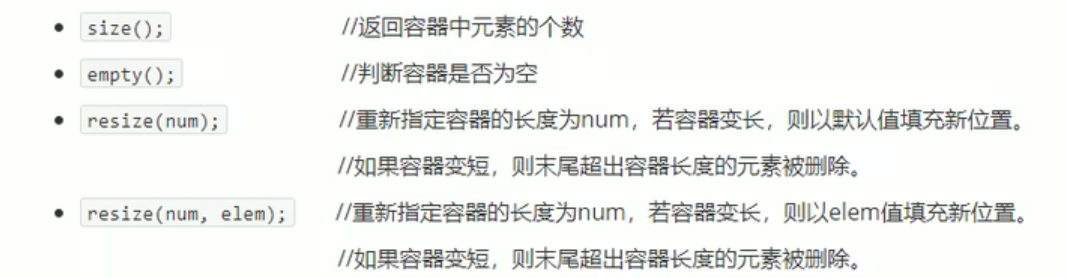 size(); //返回容器中元素的个数
empty(); //判断容器是否为空
resize(num); //重新指定容器的长度为num，若容器变长，则以默认值填充新位置。
//如果容器变短，则末尾超出容器长度的元素被删除。
resize(num, elem); //重新指定容器的长度为num，若容器变长，则以elem值填充新位置。
//如果容器变短，则末尾超出容器长度的元素被删除。